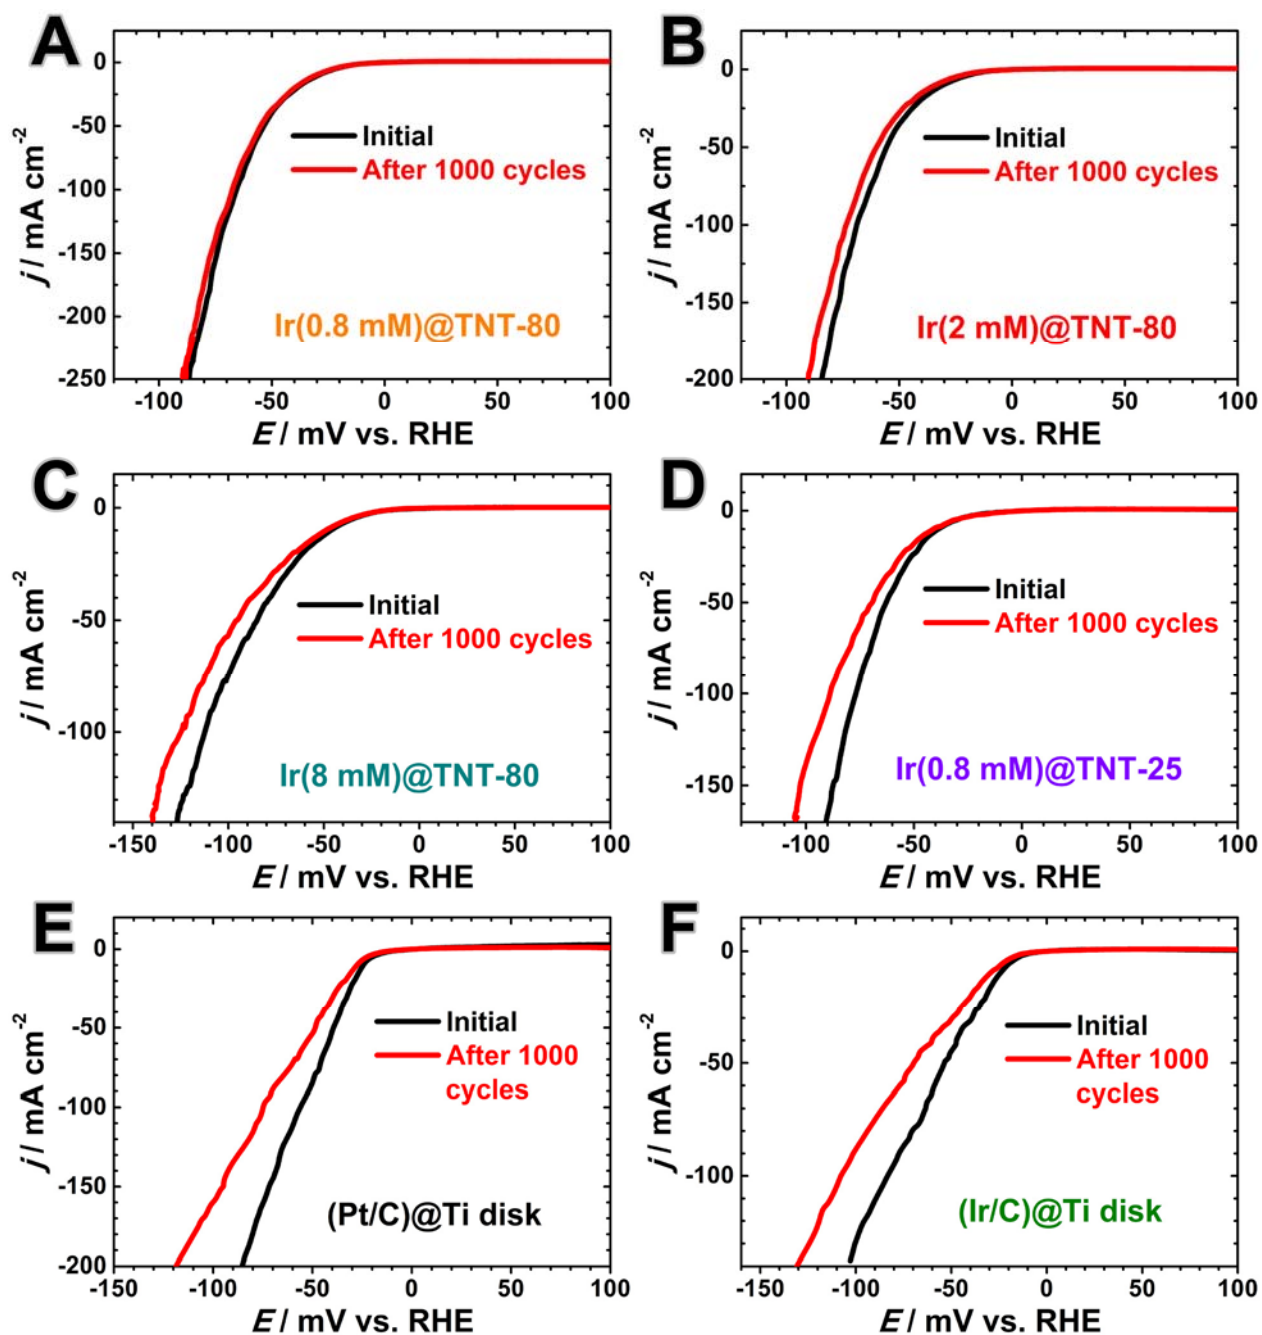 A
0
-50
-100
-150
-200
-250
j / mA cm-2
Initial
After 1000 cycles
Ir(0.8 mM)@TNT-80
-100 -50 0 50 100
E / mV vs. RHE
B
0
-50
-100
-150
-200
j / mA cm-2
Initial
After 1000 cycles
Ir(2 mM)@TNT-80
-100 -50 0 50 100
E / mV vs. RHE
C
0
-50
-100
j / mA cm-2
Initial
After 1000 cycles
Ir(8 mM)@TNT-80
-150 -100 -50 0 50 100
E / mV vs. RHE
D
0
-50
-100
-150
j / mA cm-2
Initial
After 1000 cycles
Ir(0.8 mM)@TNT-25
-100 -50 0 50 100
E / mV vs. RHE
E
0
-50
-100
-150
-200
j / mA cm-2
Initial
After 1000
cycles
(Pt/C)@Ti disk
-150 -100 -50 0 50 100
E / mV vs. RHE
F
0
-50
-100
j / mA cm-2
Initial
After 1000
cycles
(Ir/C)@Ti disk
-150 -100 -50 0 50 100
E / mV vs. RHE